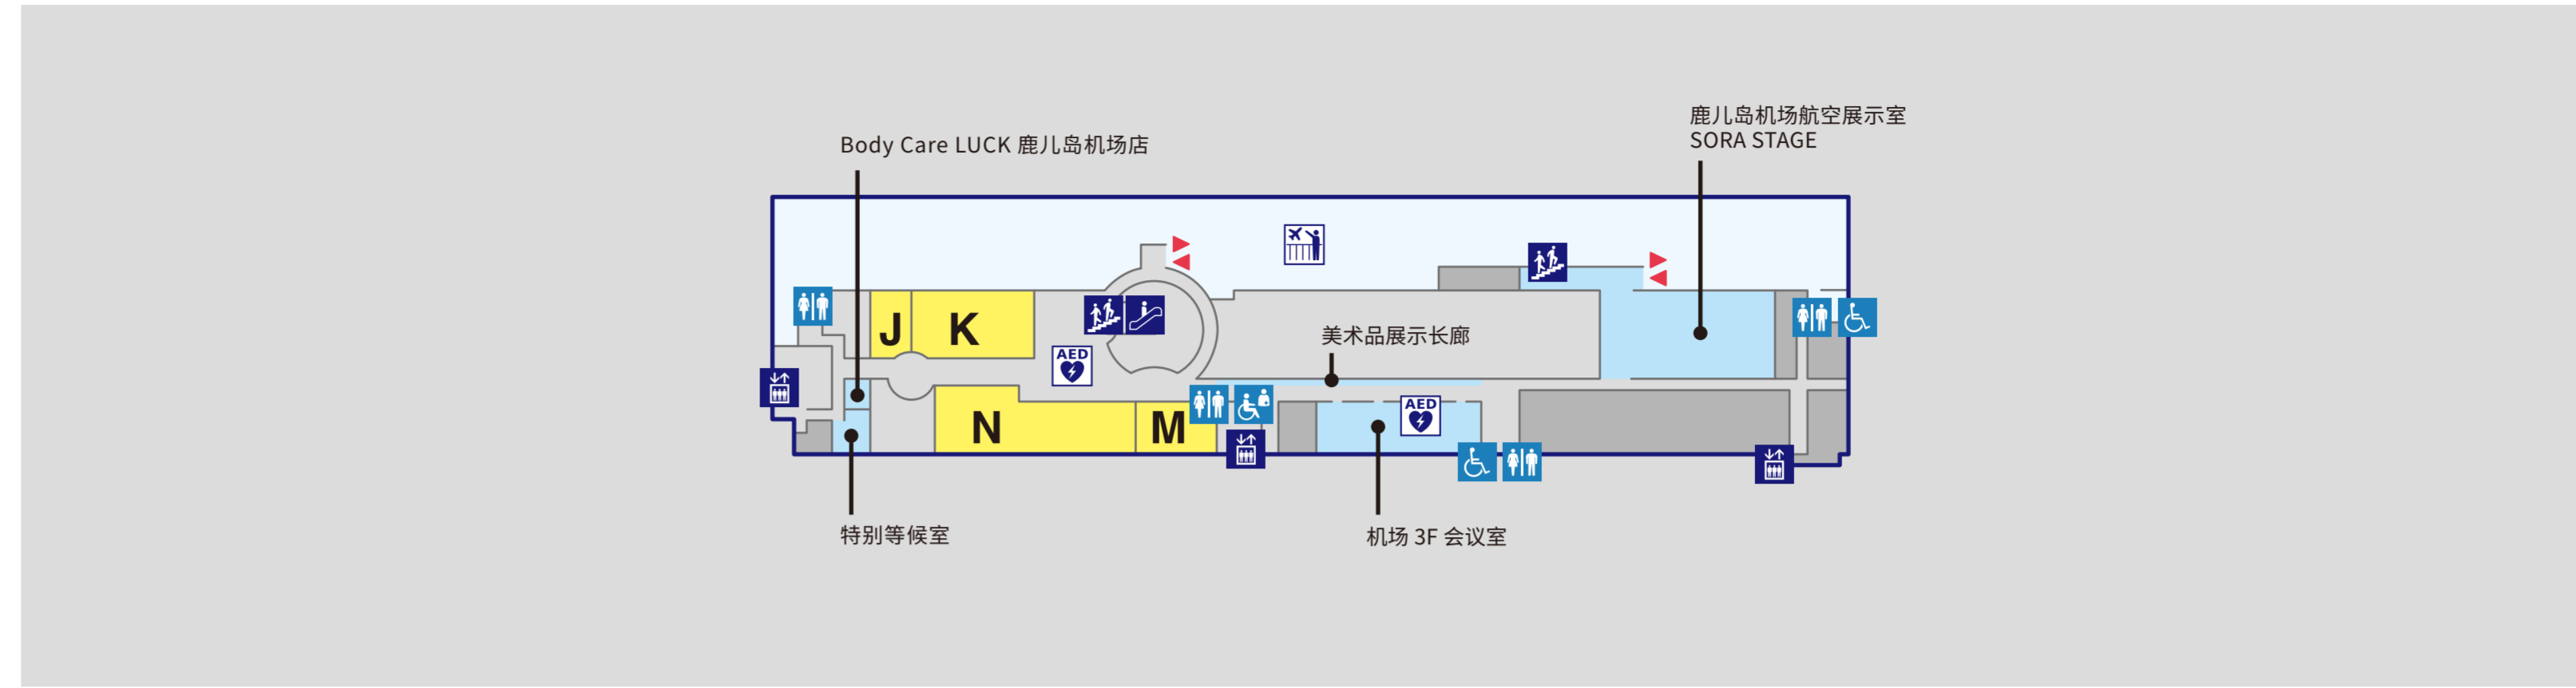 鹿儿岛机场航空展示室
SORA STAGE
Body Care LUCK 鹿儿岛机场店
J
K
美术品展示长廊
AED
AED
N
M
特别等候室
机场 3F 会议室